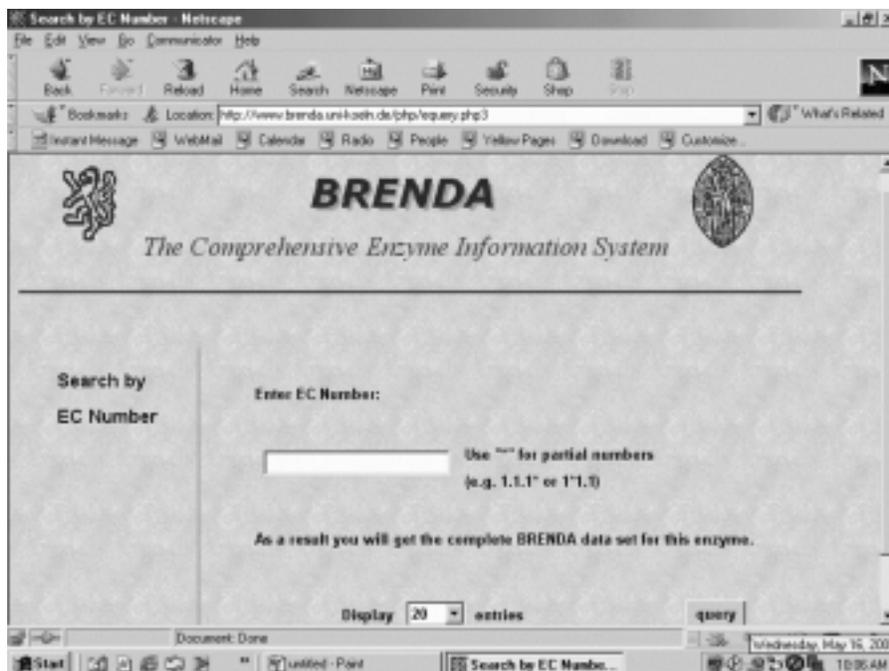 Search by EC Number - Netscape
File Edit View Go Communicator Help
Back Forward Reload Home Search Netscape Print Security Shop Stop
Bookmarks Location: http://www.brenda.uni-koeln.de/php/equery.php3 What's Related
Instant Message WebMail Calendar Radio People Yellow Pages Download Customize...
BRENDA
The Comprehensive Enzyme Information System
Search by
EC Number
Enter EC Number:
Use "*" for partial numbers
(e.g. 1.1.1* or 1*1.1)
As a result you will get the complete BRENDA data set for this enzyme.
Display 20 entries query
Document: Done
Wednesday, May 16, 200
Start untitled - Paint Search by EC Numbe... 10:06 A